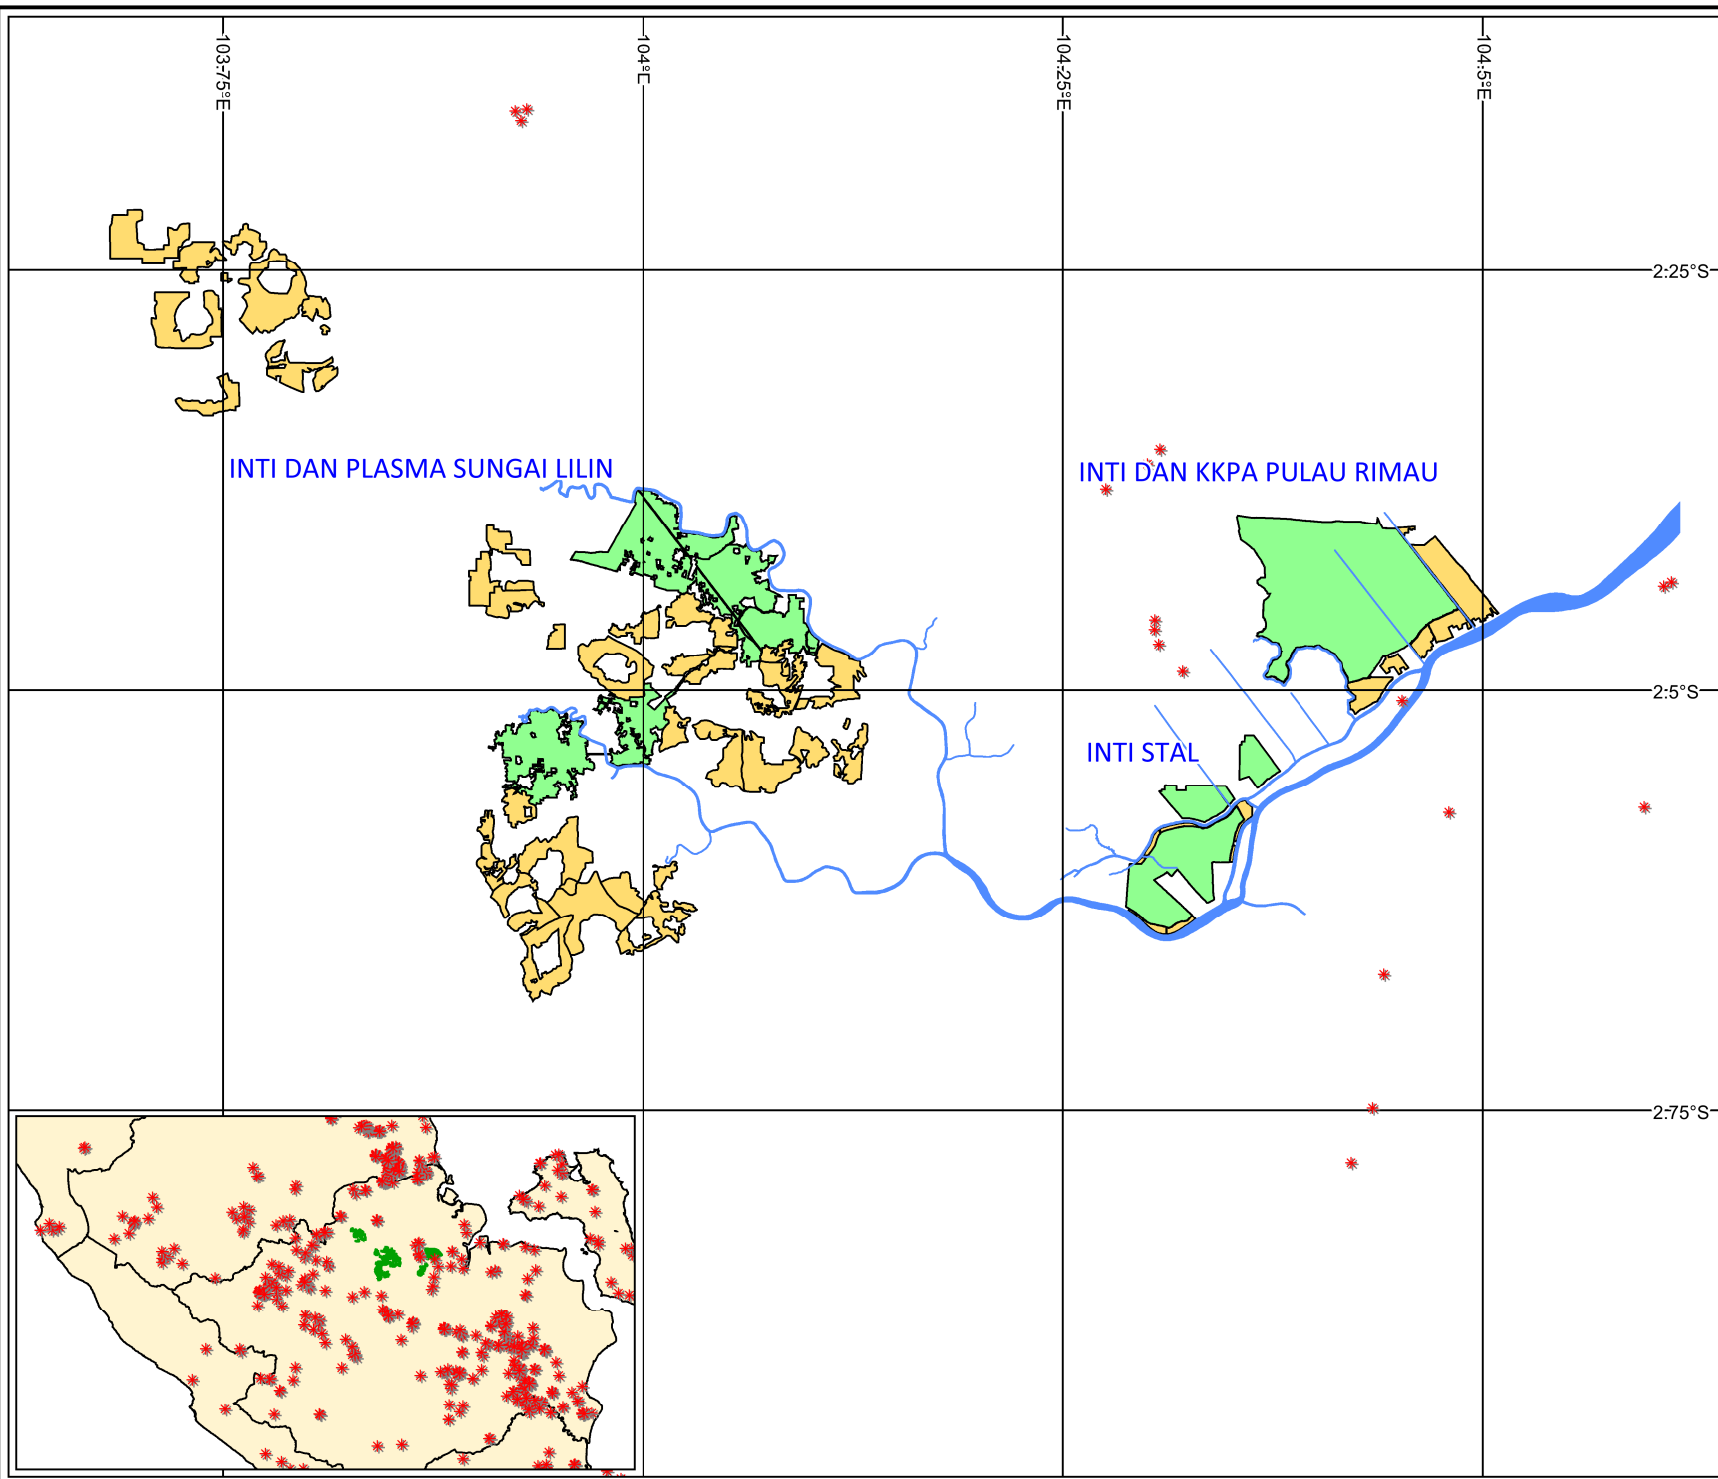 103.75°E
104°E
104.25°E
104.5°E
2.25°S
INTI DAN PLASMA SUNGAI LILIN
INTI DAN KKPA PULAU RIMAU
2.5°S
INTI STAL
2.75°S